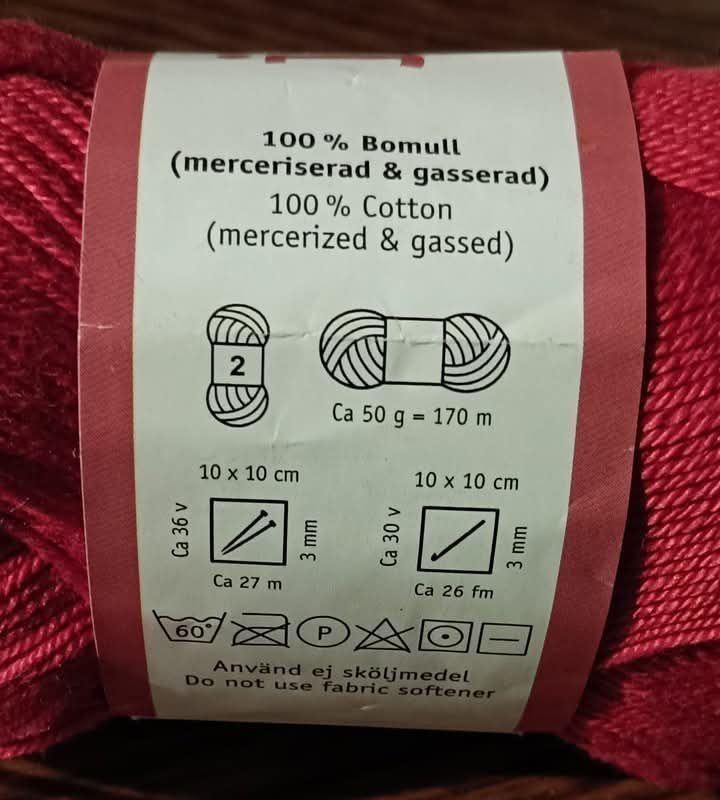 100 % Bomull
(merceriserad & gasserad)
100 % Cotton
(mercerized & gassed)
2
Ca 50 g = 170 m
10 x 10 cm
Ca 36 v
3 mm
Ca 27 m
10 x 10 cm
Ca 30 v
3 mm
Ca 26 fm
60° P
Använd ej sköljmedel
Do not use fabric softener